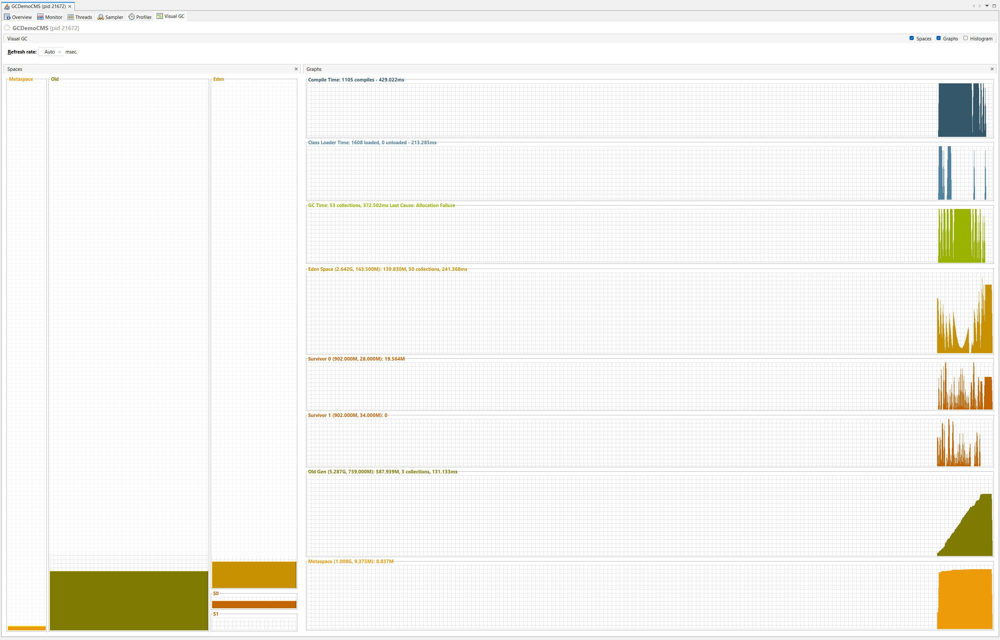 GCDemoCMS (pid 21672)
Overview Monitor Threads Sampler Profiler Visual GC
GCDemoCMS (pid 21672)
Visual GC
Spaces Graphs Histogram
Refresh rate: Auto msec.
Spaces
Metaspace
Old
Eden
S0
S1
Graphs
Compile Time: 1105 compiles - 429.022ms
Class Loader Time: 1608 loaded, 0 unloaded - 213.285ms
GC Time: 53 collections, 372.502ms Last Cause: Allocation Failure
Eden Space (2.642G, 163.500M): 139.830M, 50 collections, 241.368ms
Survivor 0 (902.000M, 28.000M): 19.564M
Survivor 1 (902.000M, 34.000M): 0
Old Gen (5.287G, 759.000M): 587.939M, 3 collections, 131.133ms
Metaspace (1.008G, 9.375M): 8.837M